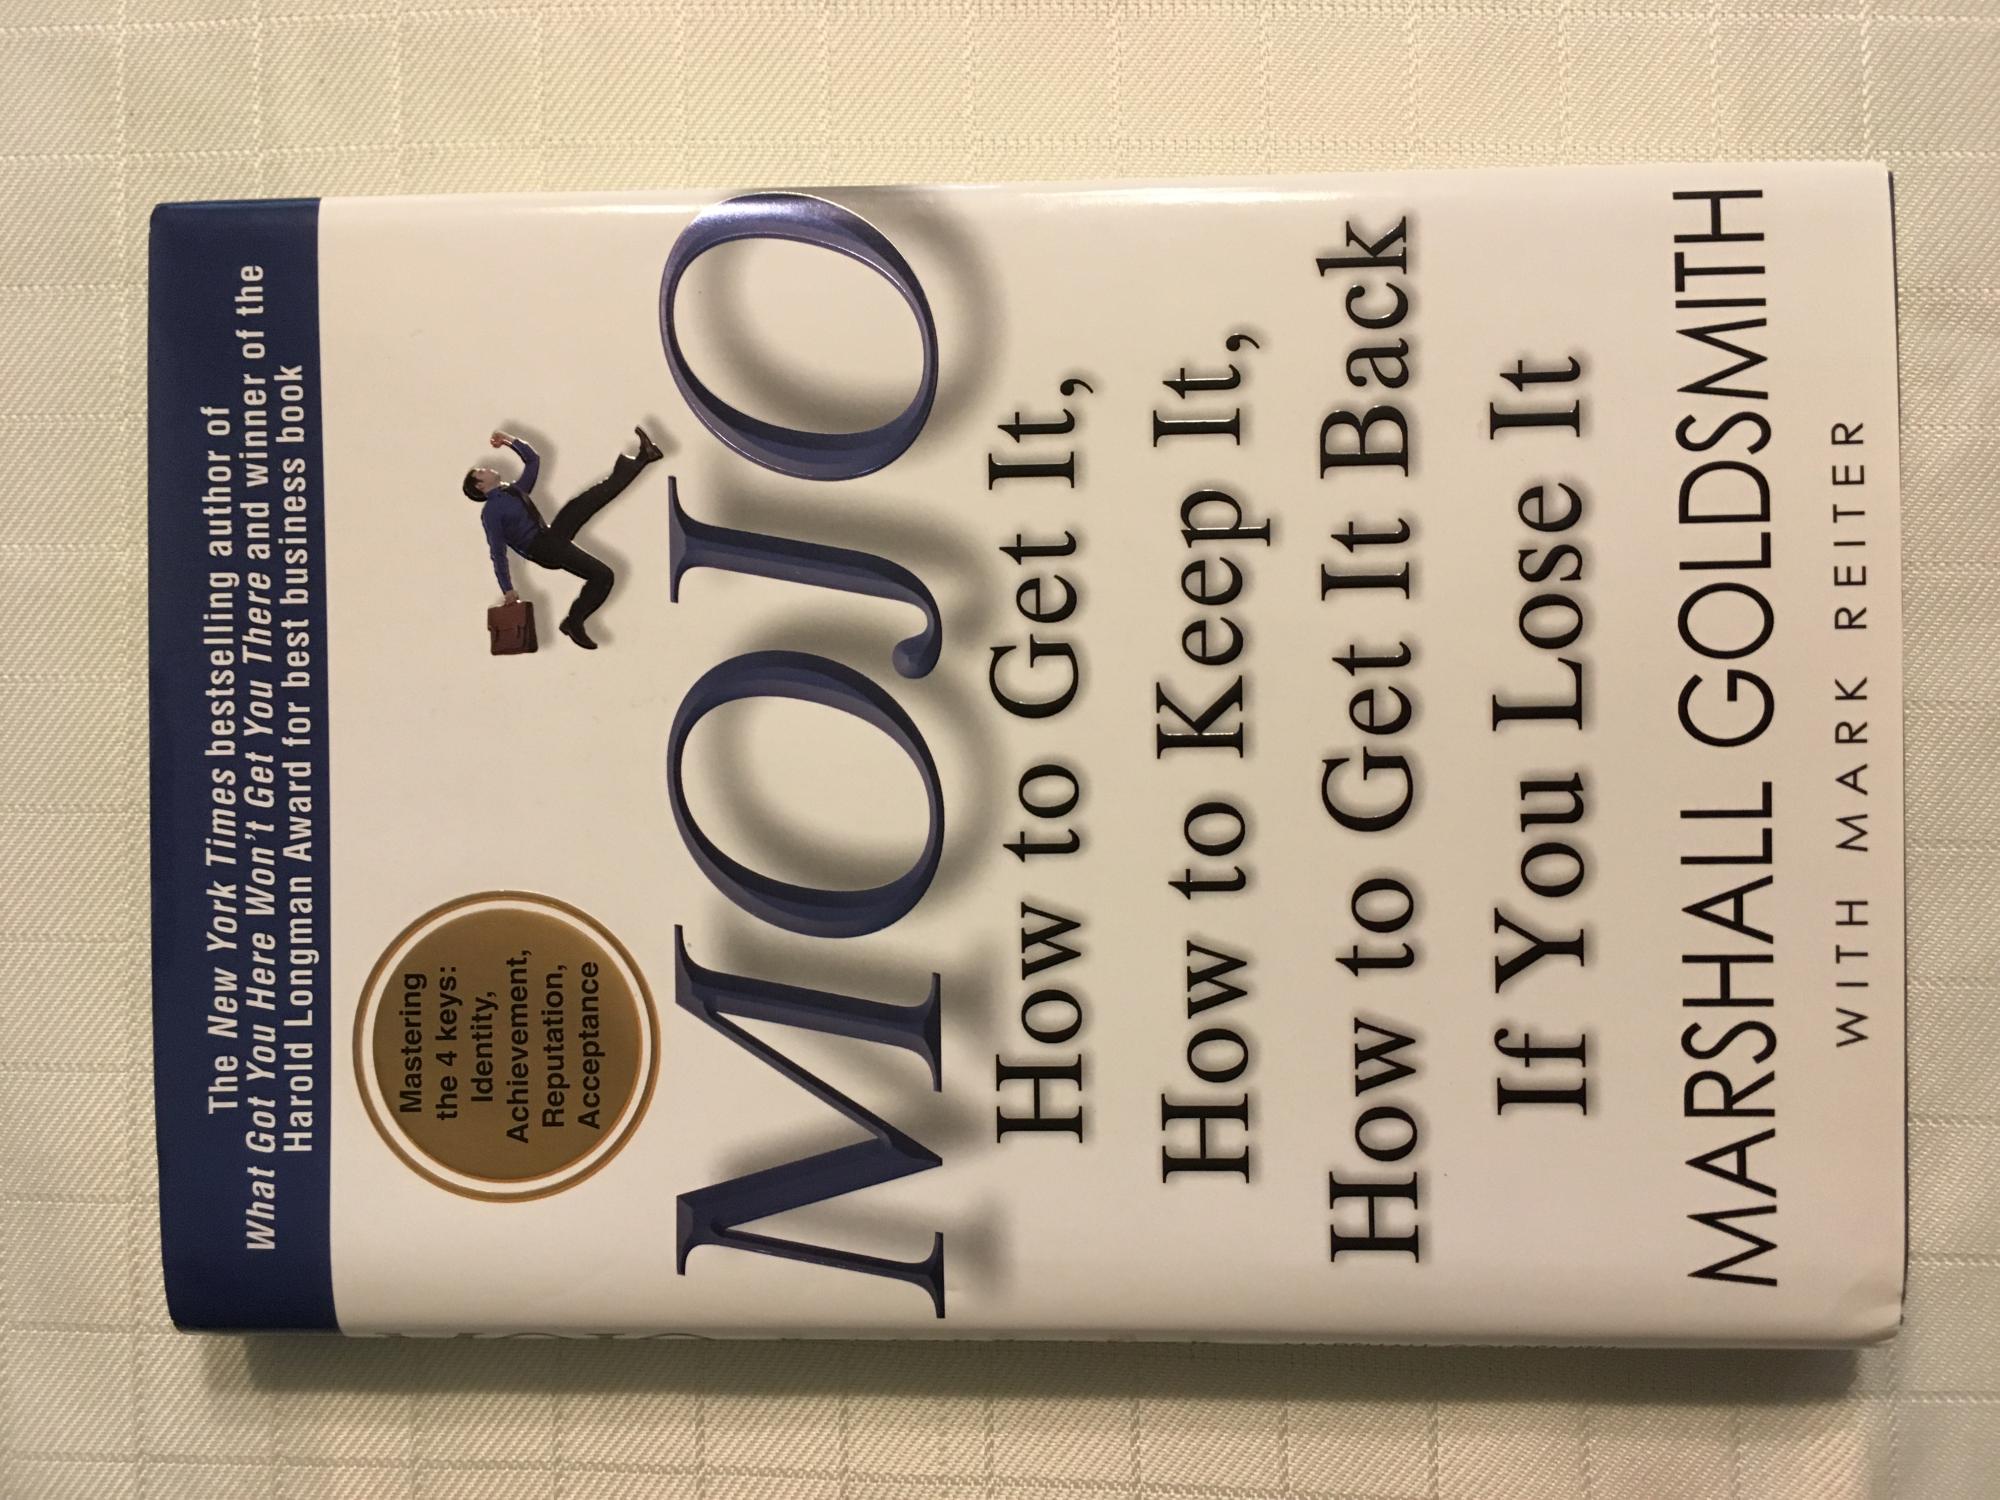 The New York Times bestselling author of
What Got You Here Won't Get You There and winner of the
Harold Longman Award for best business book
Mastering
the 4 keys:
Identity,
Achievement,
Reputation,
Acceptance
MOJO
How to Get It,
How to Keep It,
How to Get It Back
If You Lose It
MARSHALL GOLDSMITH
WITH MARK REITER